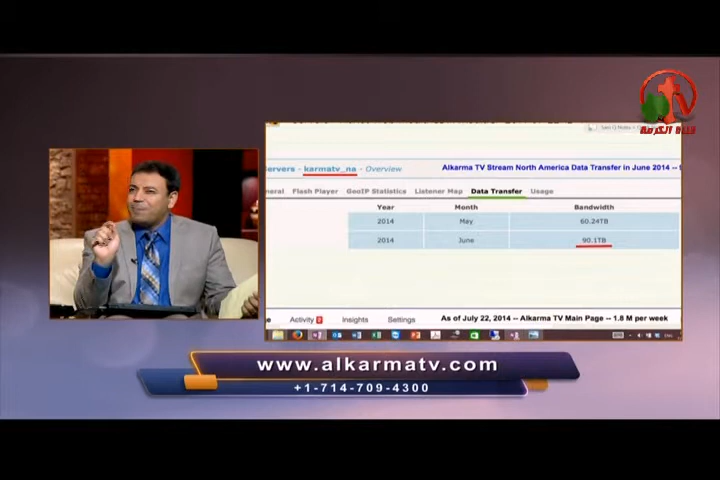 TV
قناة الكرمة
Servers - karmatv_na - Overview
Alkarma TV Stream North America Data Transfer in June 2014 --
neral Flash Player GeoIP Statistics Listener Map Data Transfer Usage
Year Month Bandwidth
2014 May 60.24TB
2014 June 90.1TB
Activity 2 Insights Settings
As of July 22, 2014 -- Alkarma TV Main Page -- 1.8 M per week
www.alkarmatv.com
+1-714-709-4300